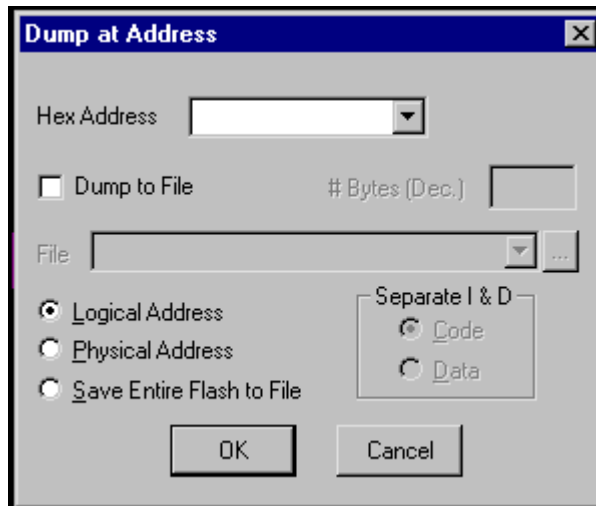 Dump at Address
Hex Address
Dump to File # Bytes (Dec.)
File ...
Logical Address
Physical Address
Save Entire Flash to File
Separate I & D
Code
Data
OK Cancel